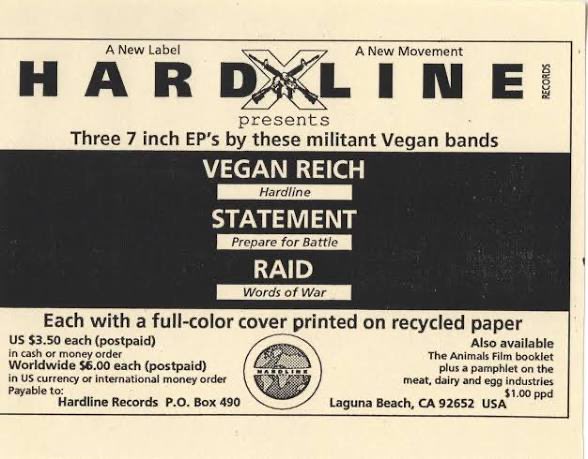 A New Label
A New Movement
HARD LINE
RECORDS
presents
Three 7 inch EP's by these militant Vegan bands
VEGAN REICH
Hardline
STATEMENT
Prepare for Battle
RAID
Words of War
Each with a full-color cover printed on recycled paper
US $3.50 each (postpaid)
in cash or money order
Worldwide $6.00 each (postpaid)
in US currency or international money order
Payable to:
Hardline Records P.O. Box 490
HARDLINE
Also available
The Animals Film booklet
plus a pamphlet on the
meat, dairy and egg industries
$1.00 ppd
Laguna Beach, CA 92652 USA